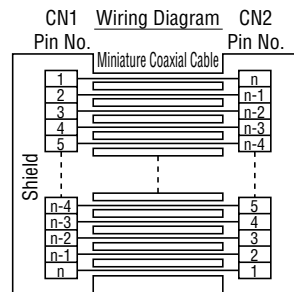 CN1 Wiring Diagram CN2
Pin No. Pin No.
Miniature Coaxial Cable
1 n
2 n-1
3 n-2
4 n-3
5 n-4
Shield
n-4 5
n-3 4
n-2 3
n-1 2
n 1